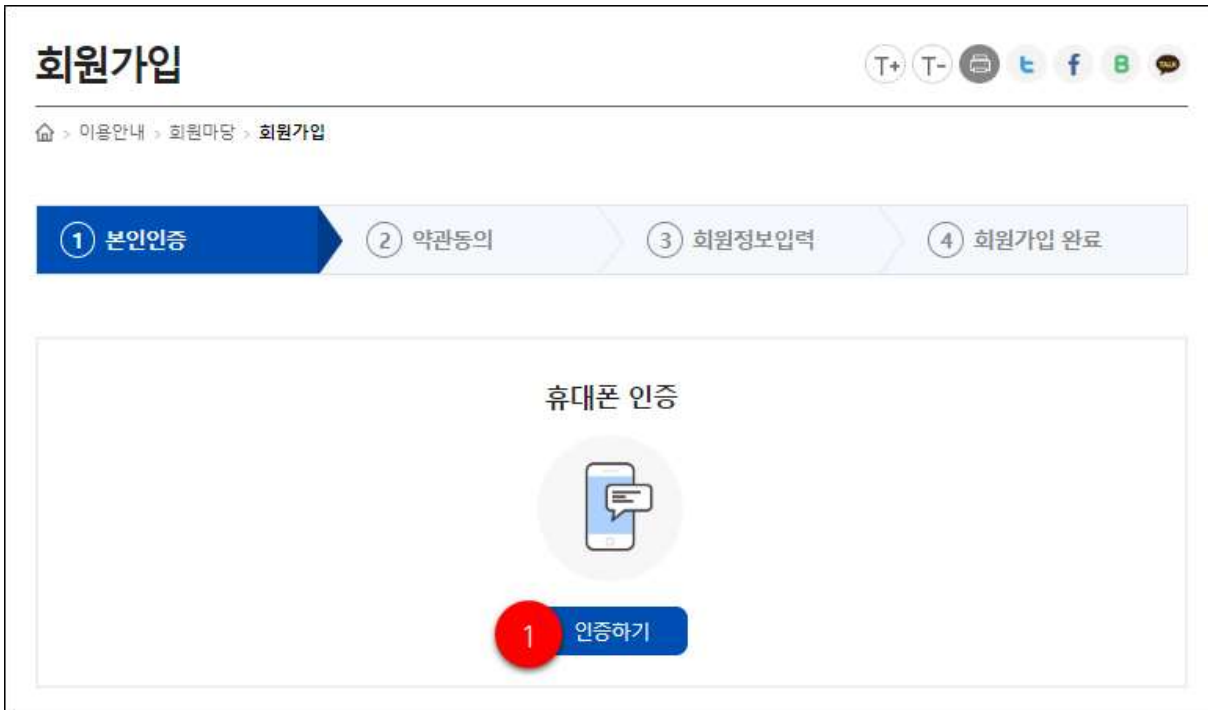 회원가입
T+ T- t f B TALK
> 이용안내 > 회원마당 > 회원가입
1 본인인증 2 약관동의 3 회원정보입력 4 회원가입 완료
휴대폰 인증
1 인증하기